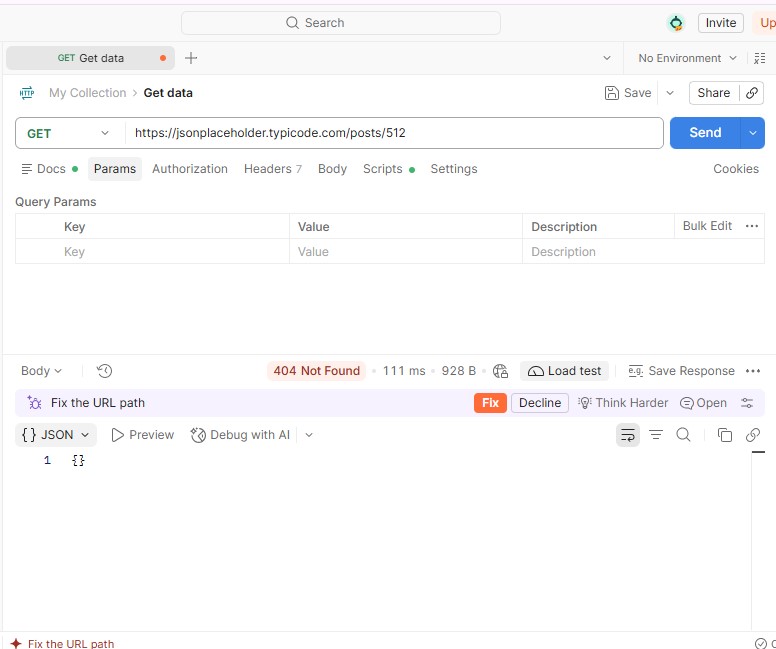 Search
Invite
Up
GET Get data
No Environment
HTTP My Collection > Get data
Save
Share
GET https://jsonplaceholder.typicode.com/posts/512
Send
Docs Params Authorization Headers 7 Body Scripts Settings Cookies
Query Params
Key Value Description Bulk Edit
Key Value Description
Body 404 Not Found 111 ms 928 B Load test e.g. Save Response
Fix the URL path Fix Decline Think Harder Open
{} JSON Preview Debug with AI
1 {}
Fix the URL path